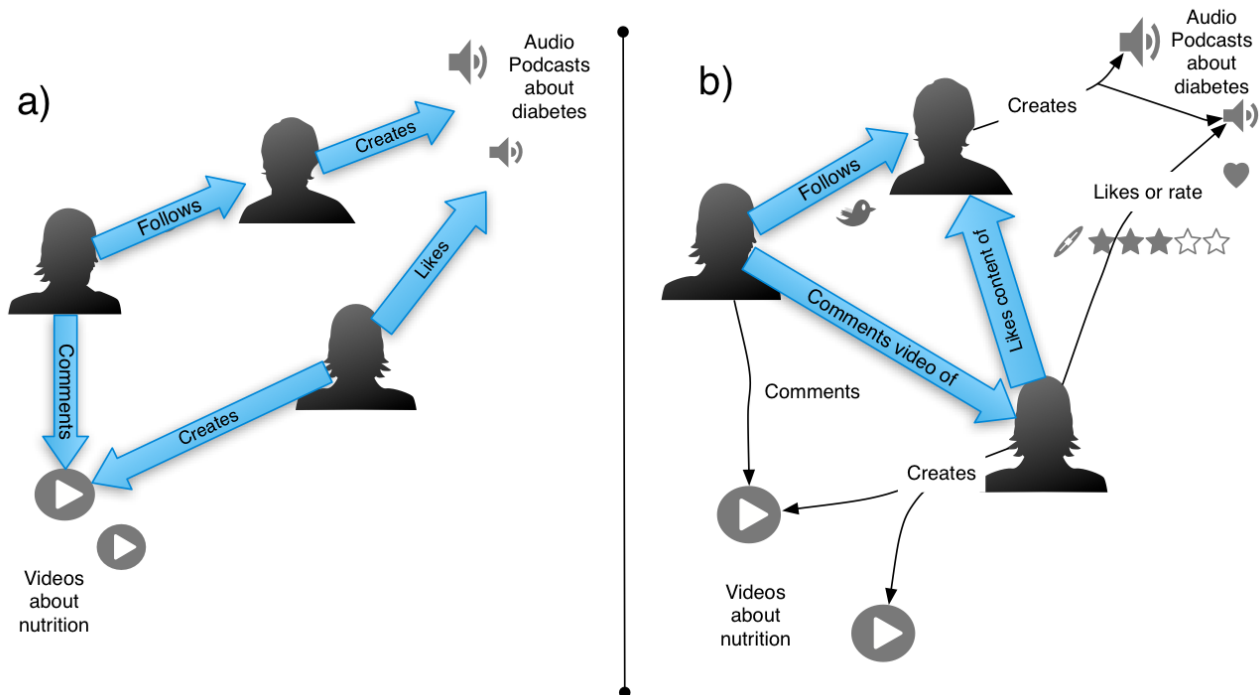 a)
Audio
Podcasts
about
diabetes
Creates
Follows
Likes
Comments
Creates
Videos
about
nutrition
b)
Audio
Podcasts
about
diabetes
Creates
Follows
Likes or rate
Likes content of
Comments video of
Comments
Creates
Videos
about
nutrition